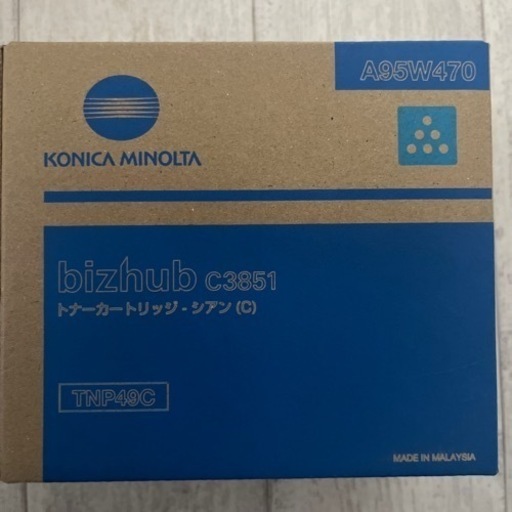 A95W470
KONICA MINOLTA
bizhub C3851
トナーカートリッジ - シアン (C)
TNP49C
MADE IN MALAYSIA